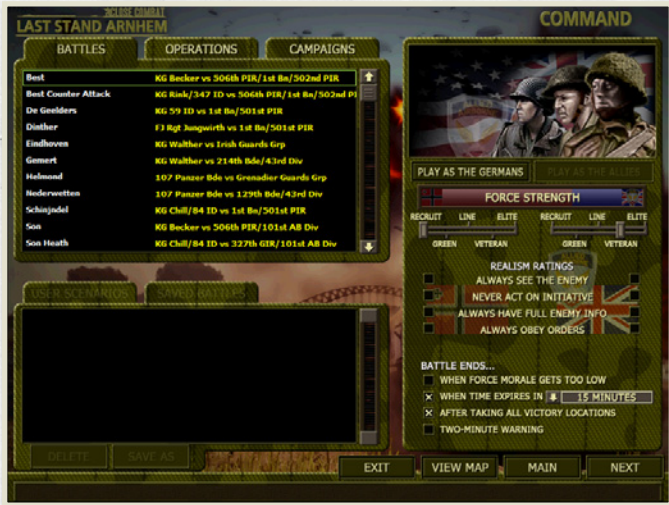 CLOSE COMBAT
LAST STAND ARNHEM
COMMAND
BATTLES OPERATIONS CAMPAIGNS
Best KG Becker vs 506th PIR/1st Bn/502nd PIR
Best Counter Attack KG Rink/347 ID vs 506th PIR/1st Bn/502nd PI
De Geelders KG 59 ID vs 1st Bn/501st PIR
Dinther FJ Rgt Jungwirth vs 1st Bn/501st PIR
Eindhoven KG Walther vs Irish Guards Grp
Gemert KG Walther vs 214th Bde/43rd Div
Helmond 107 Panzer Bde vs Grenadier Guards Grp
Nederwetten 107 Panzer Bde vs 129th Bde/43rd Div
Schinjndel KG Chill/84 ID vs 1st Bn/501st PIR
Son KG Becker vs 506th PIR/101st AB Div
Son Heath KG Chill/84 ID vs 327th GIR/101st AB Div
PLAY AS THE GERMANS PLAY AS THE ALLIES
FORCE STRENGTH
RECRUIT LINE ELITE RECRUIT LINE ELITE
GREEN VETERAN GREEN VETERAN
REALISM RATINGS
ALWAYS SEE THE ENEMY
NEVER ACT ON INITIATIVE
ALWAYS HAVE FULL ENEMY INFO
ALWAYS OBEY ORDERS
USER SCENARIOS SAVED BATTLES
BATTLE ENDS...
WHEN FORCE MORALE GETS TOO LOW
WHEN TIME EXPIRES IN 15 MINUTES
AFTER TAKING ALL VICTORY LOCATIONS
TWO-MINUTE WARNING
DELETE SAVE AS
EXIT VIEW MAP MAIN NEXT